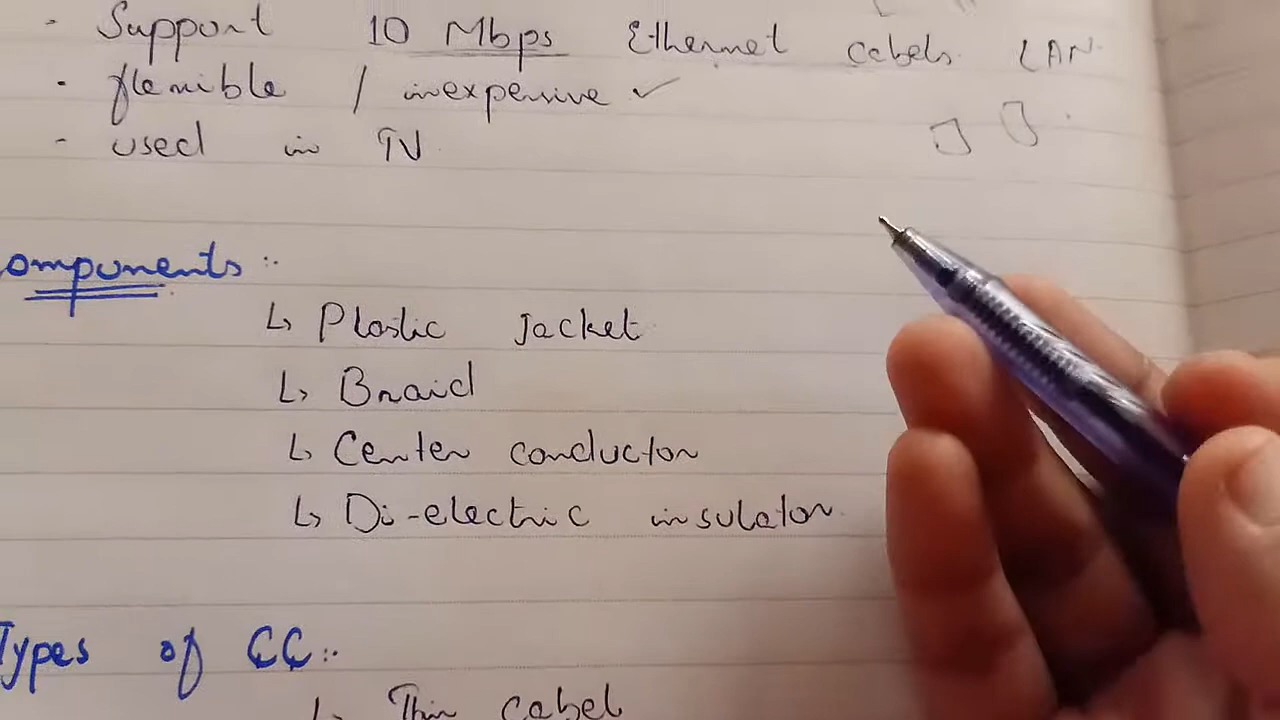 - Support 10 Mbps Ethernet cabels. LAN.
- flexible / inexpensive ✓
- used in TV
omponents :-
↳ Plastic Jacket
↳ Braid
↳ Center conductor
↳ Di-electric insulator.
Types of CC:-
↳ Thin cabel